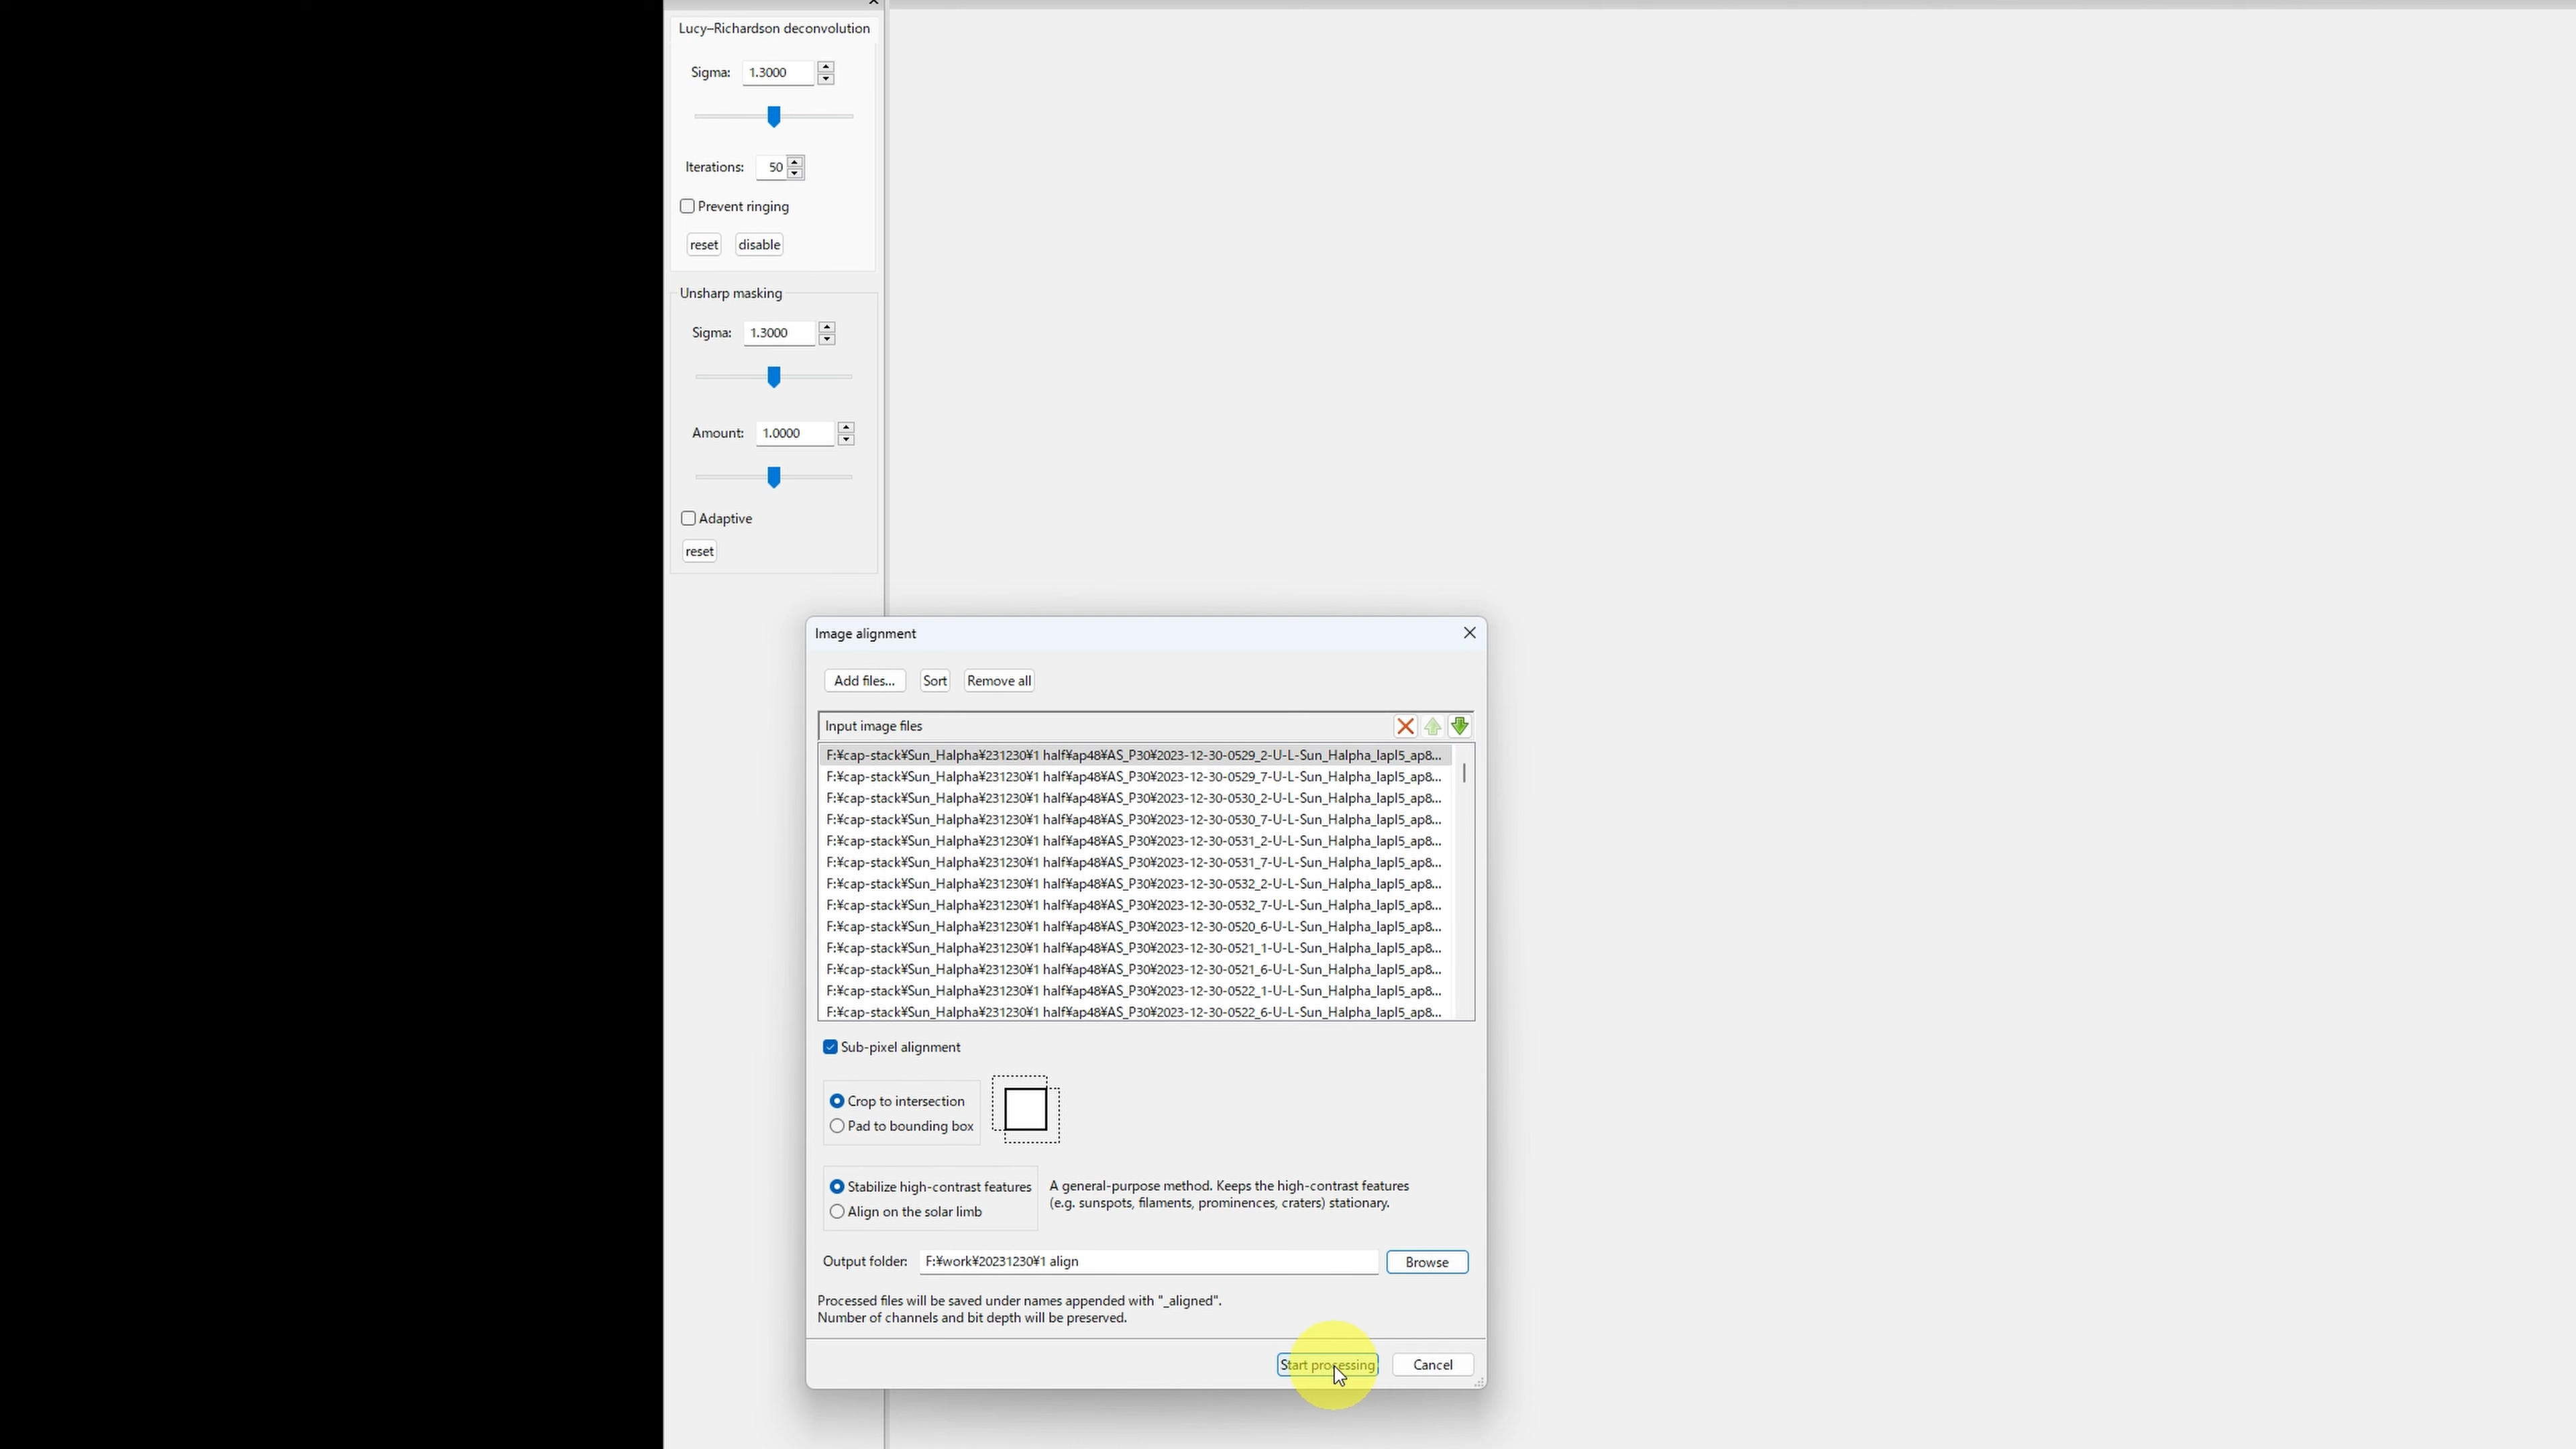 Lucy–Richardson deconvolution
Sigma: 1.3000
Iterations: 50
Prevent ringing
reset disable
Unsharp masking
Sigma: 1.3000
Amount: 1.0000
Adaptive
reset
Image alignment
Add files... Sort Remove all
Input image files
F:¥cap-stack¥Sun_Halpha¥231230¥1 half¥ap48¥AS_P30¥2023-12-30-0529_2-U-L-Sun_Halpha_lapl5_ap8...
F:¥cap-stack¥Sun_Halpha¥231230¥1 half¥ap48¥AS_P30¥2023-12-30-0529_7-U-L-Sun_Halpha_lapl5_ap8...
F:¥cap-stack¥Sun_Halpha¥231230¥1 half¥ap48¥AS_P30¥2023-12-30-0530_2-U-L-Sun_Halpha_lapl5_ap8...
F:¥cap-stack¥Sun_Halpha¥231230¥1 half¥ap48¥AS_P30¥2023-12-30-0530_7-U-L-Sun_Halpha_lapl5_ap8...
F:¥cap-stack¥Sun_Halpha¥231230¥1 half¥ap48¥AS_P30¥2023-12-30-0531_2-U-L-Sun_Halpha_lapl5_ap8...
F:¥cap-stack¥Sun_Halpha¥231230¥1 half¥ap48¥AS_P30¥2023-12-30-0531_7-U-L-Sun_Halpha_lapl5_ap8...
F:¥cap-stack¥Sun_Halpha¥231230¥1 half¥ap48¥AS_P30¥2023-12-30-0532_2-U-L-Sun_Halpha_lapl5_ap8...
F:¥cap-stack¥Sun_Halpha¥231230¥1 half¥ap48¥AS_P30¥2023-12-30-0532_7-U-L-Sun_Halpha_lapl5_ap8...
F:¥cap-stack¥Sun_Halpha¥231230¥1 half¥ap48¥AS_P30¥2023-12-30-0520_6-U-L-Sun_Halpha_lapl5_ap8...
F:¥cap-stack¥Sun_Halpha¥231230¥1 half¥ap48¥AS_P30¥2023-12-30-0521_1-U-L-Sun_Halpha_lapl5_ap8...
F:¥cap-stack¥Sun_Halpha¥231230¥1 half¥ap48¥AS_P30¥2023-12-30-0521_6-U-L-Sun_Halpha_lapl5_ap8...
F:¥cap-stack¥Sun_Halpha¥231230¥1 half¥ap48¥AS_P30¥2023-12-30-0522_1-U-L-Sun_Halpha_lapl5_ap8...
F:¥cap-stack¥Sun_Halpha¥231230¥1 half¥ap48¥AS_P30¥2023-12-30-0522_6-U-L-Sun_Halpha_lapl5_ap8...
Sub-pixel alignment
Crop to intersection
Pad to bounding box
Stabilize high-contrast features
Align on the solar limb
A general-purpose method. Keeps the high-contrast features
(e.g. sunspots, filaments, prominences, craters) stationary.
Output folder: F:¥work¥20231230¥1 align Browse
Processed files will be saved under names appended with "_aligned".
Number of channels and bit depth will be preserved.
Start processing Cancel